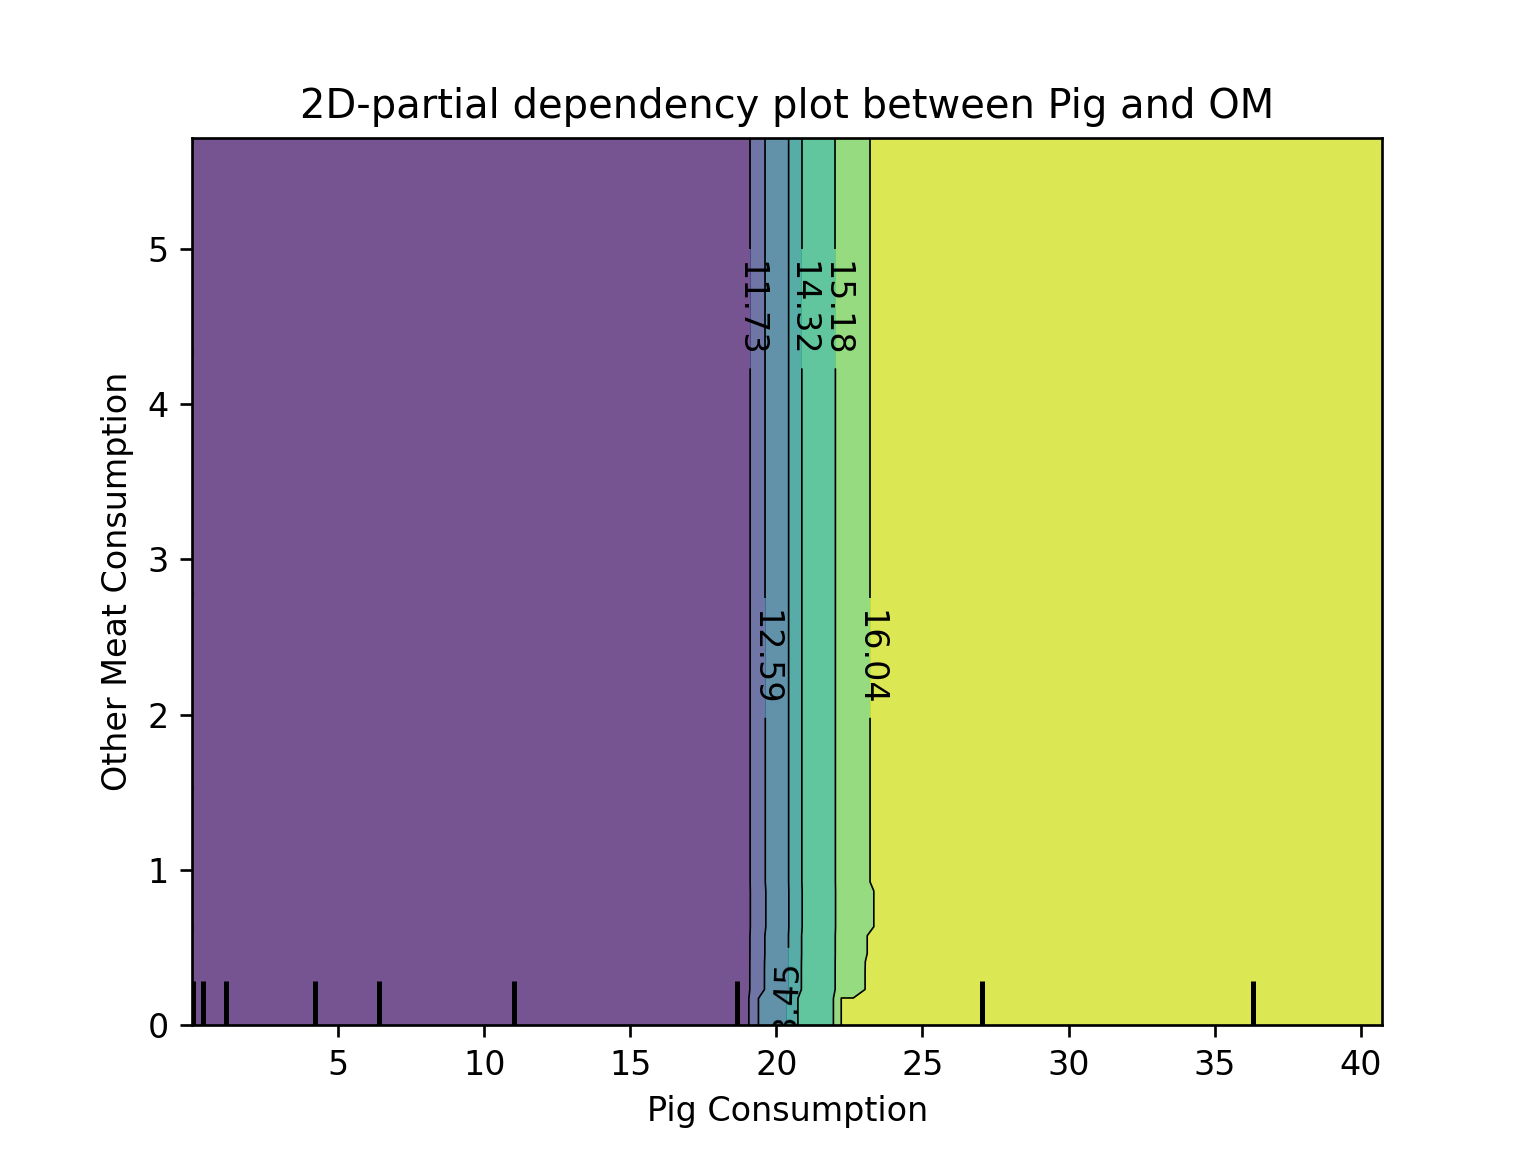 2D-partial dependency plot between Pig and OM
Other Meat Consumption
5
4
3
2
1
0
11.73
14.32
15.18
12.59
16.04
5 10 15 20 25 30 35 40
Pig Consumption